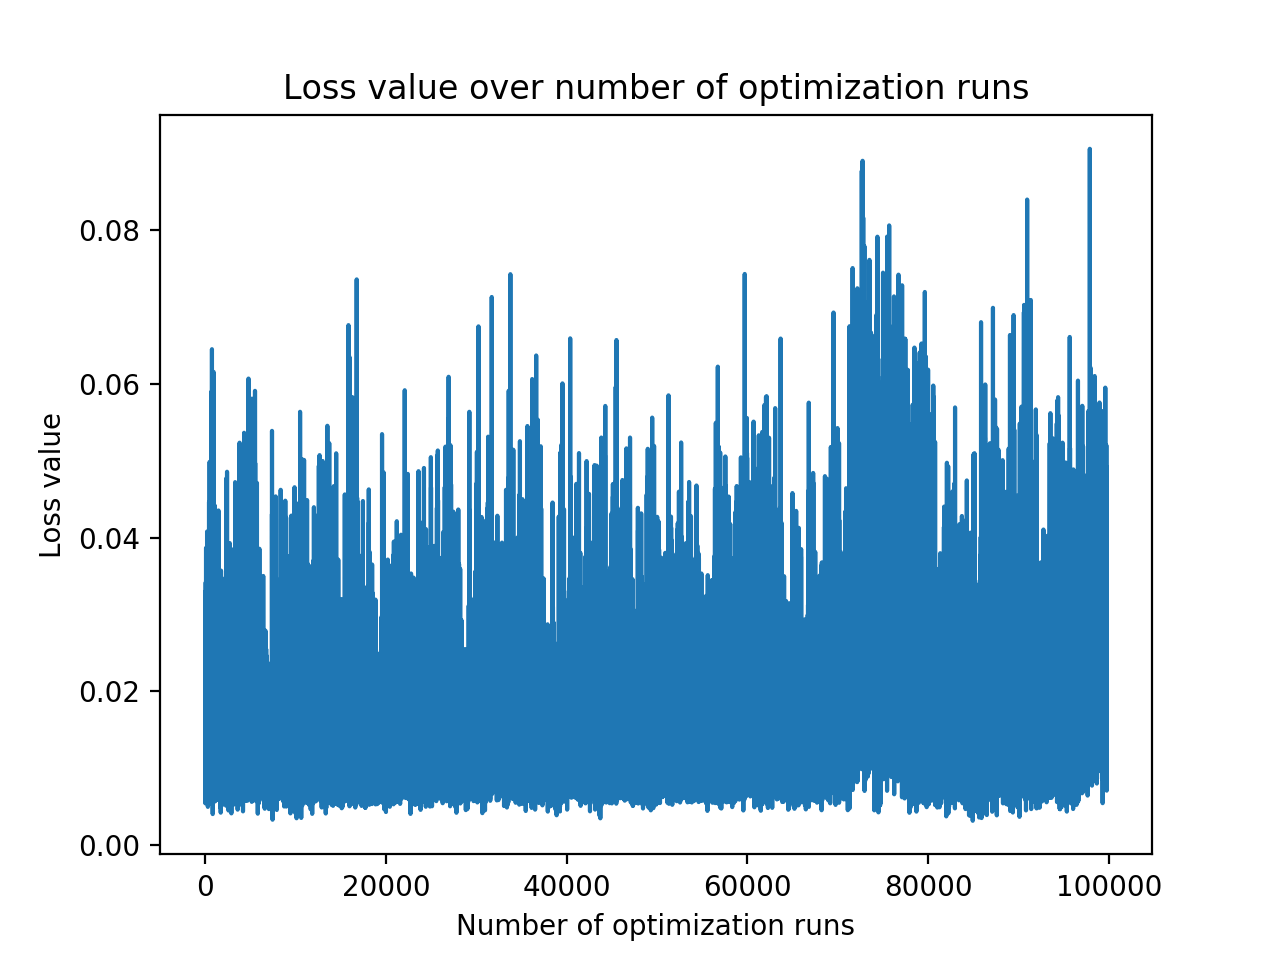 Loss value over number of optimization runs
Loss value
0.08
0.06
0.04
0.02
0.00
0 20000 40000 60000 80000 100000
Number of optimization runs